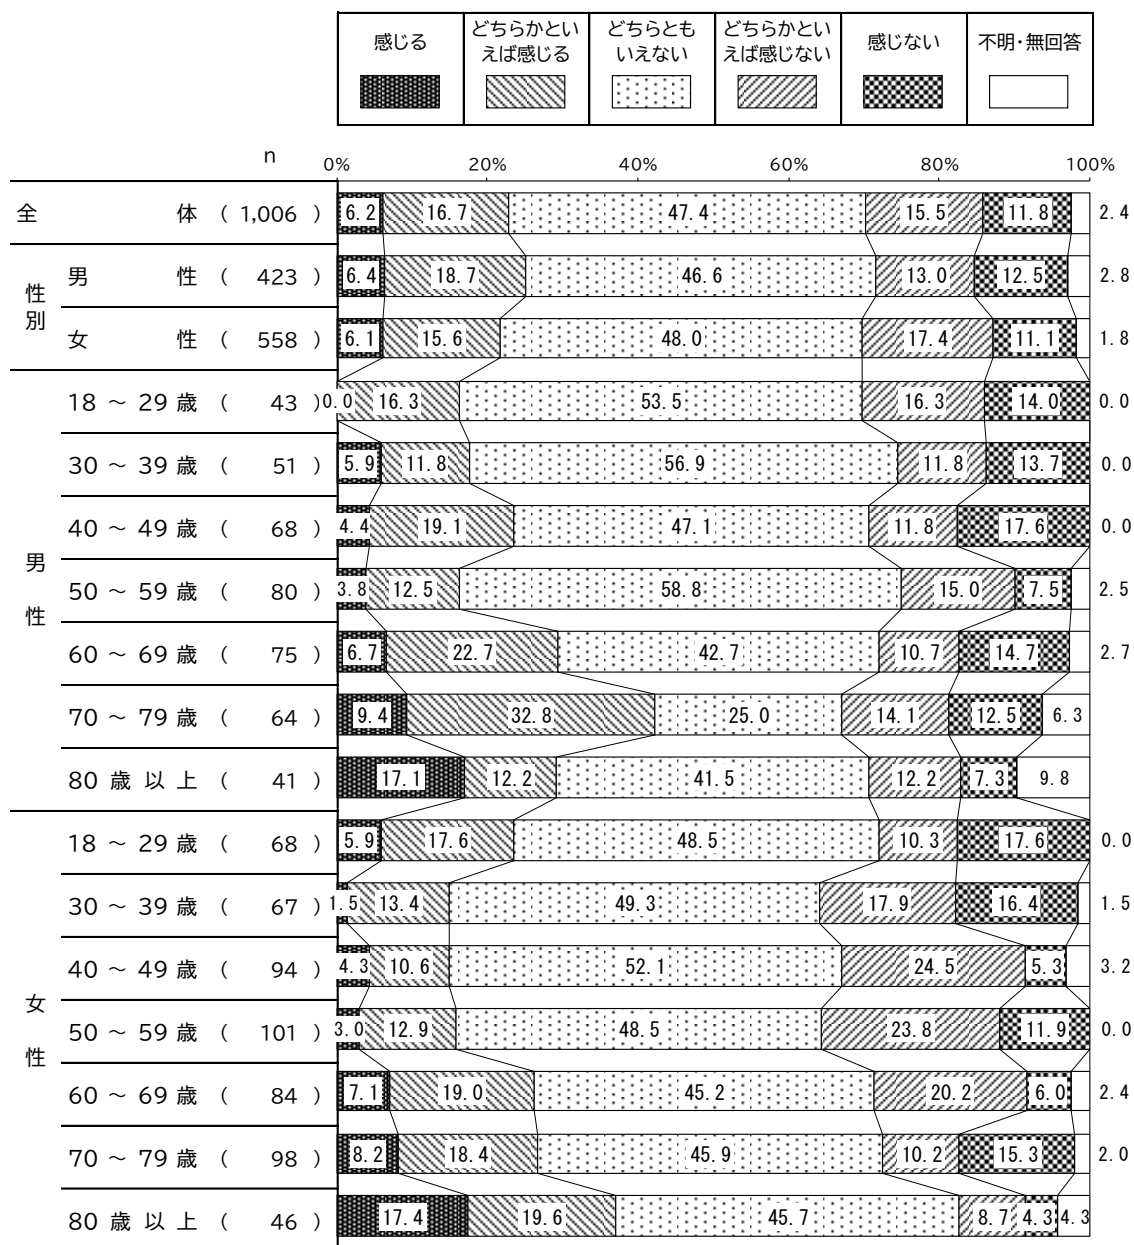 感じる
どちらかとい
えば感じる
どちらとも
いえない
どちらかとい
えば感じない
感じない
不明・無回答
n
0% 20% 40% 60% 80% 100%
全体 ( 1,006 ) 6.2 16.7 47.4 15.5 11.8 2.4
性別
男性 ( 423 ) 6.4 18.7 46.6 13.0 12.5 2.8
女性 ( 558 ) 6.1 15.6 48.0 17.4 11.1 1.8
男性
18 ～ 29 歳 ( 43 ) 0.0 16.3 53.5 16.3 14.0 0.0
30 ～ 39 歳 ( 51 ) 5.9 11.8 56.9 11.8 13.7 0.0
40 ～ 49 歳 ( 68 ) 4.4 19.1 47.1 11.8 17.6 0.0
50 ～ 59 歳 ( 80 ) 3.8 12.5 58.8 15.0 7.5 2.5
60 ～ 69 歳 ( 75 ) 6.7 22.7 42.7 10.7 14.7 2.7
70 ～ 79 歳 ( 64 ) 9.4 32.8 25.0 14.1 12.5 6.3
80 歳以上 ( 41 ) 17.1 12.2 41.5 12.2 7.3 9.8
女性
18 ～ 29 歳 ( 68 ) 5.9 17.6 48.5 10.3 17.6 0.0
30 ～ 39 歳 ( 67 ) 1.5 13.4 49.3 17.9 16.4 1.5
40 ～ 49 歳 ( 94 ) 4.3 10.6 52.1 24.5 5.3 3.2
50 ～ 59 歳 ( 101 ) 3.0 12.9 48.5 23.8 11.9 0.0
60 ～ 69 歳 ( 84 ) 7.1 19.0 45.2 20.2 6.0 2.4
70 ～ 79 歳 ( 98 ) 8.2 18.4 45.9 10.2 15.3 2.0
80 歳以上 ( 46 ) 17.4 19.6 45.7 8.7 4.3 4.3